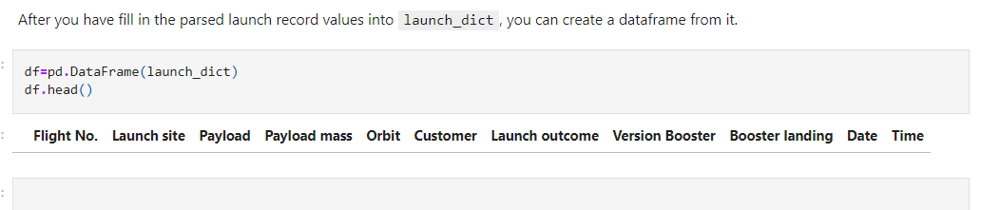 After you have fill in the parsed launch record values into launch_dict, you can create a dataframe from it.
:
df=pd.DataFrame(launch_dict)
df.head()
:
Flight No. Launch site Payload Payload mass Orbit Customer Launch outcome Version Booster Booster landing Date Time
: